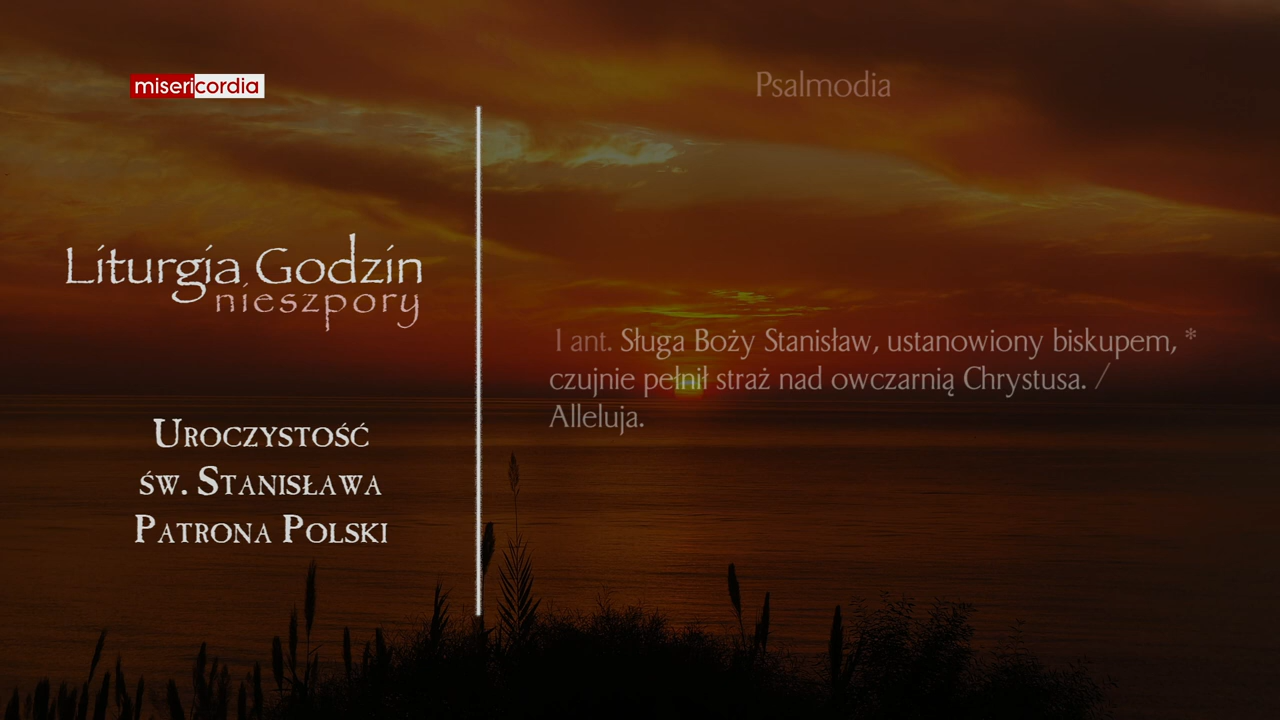 misericordia
Psalmodia
Liturgia Godzin
nieszpory
I ant. Sługa Boży Stanisław, ustanowiony biskupem, *
czujnie pełnił straż nad owczarnią Chrystusa. /
Alleluja.
Uroczystość
św. Stanisława
Patrona Polski